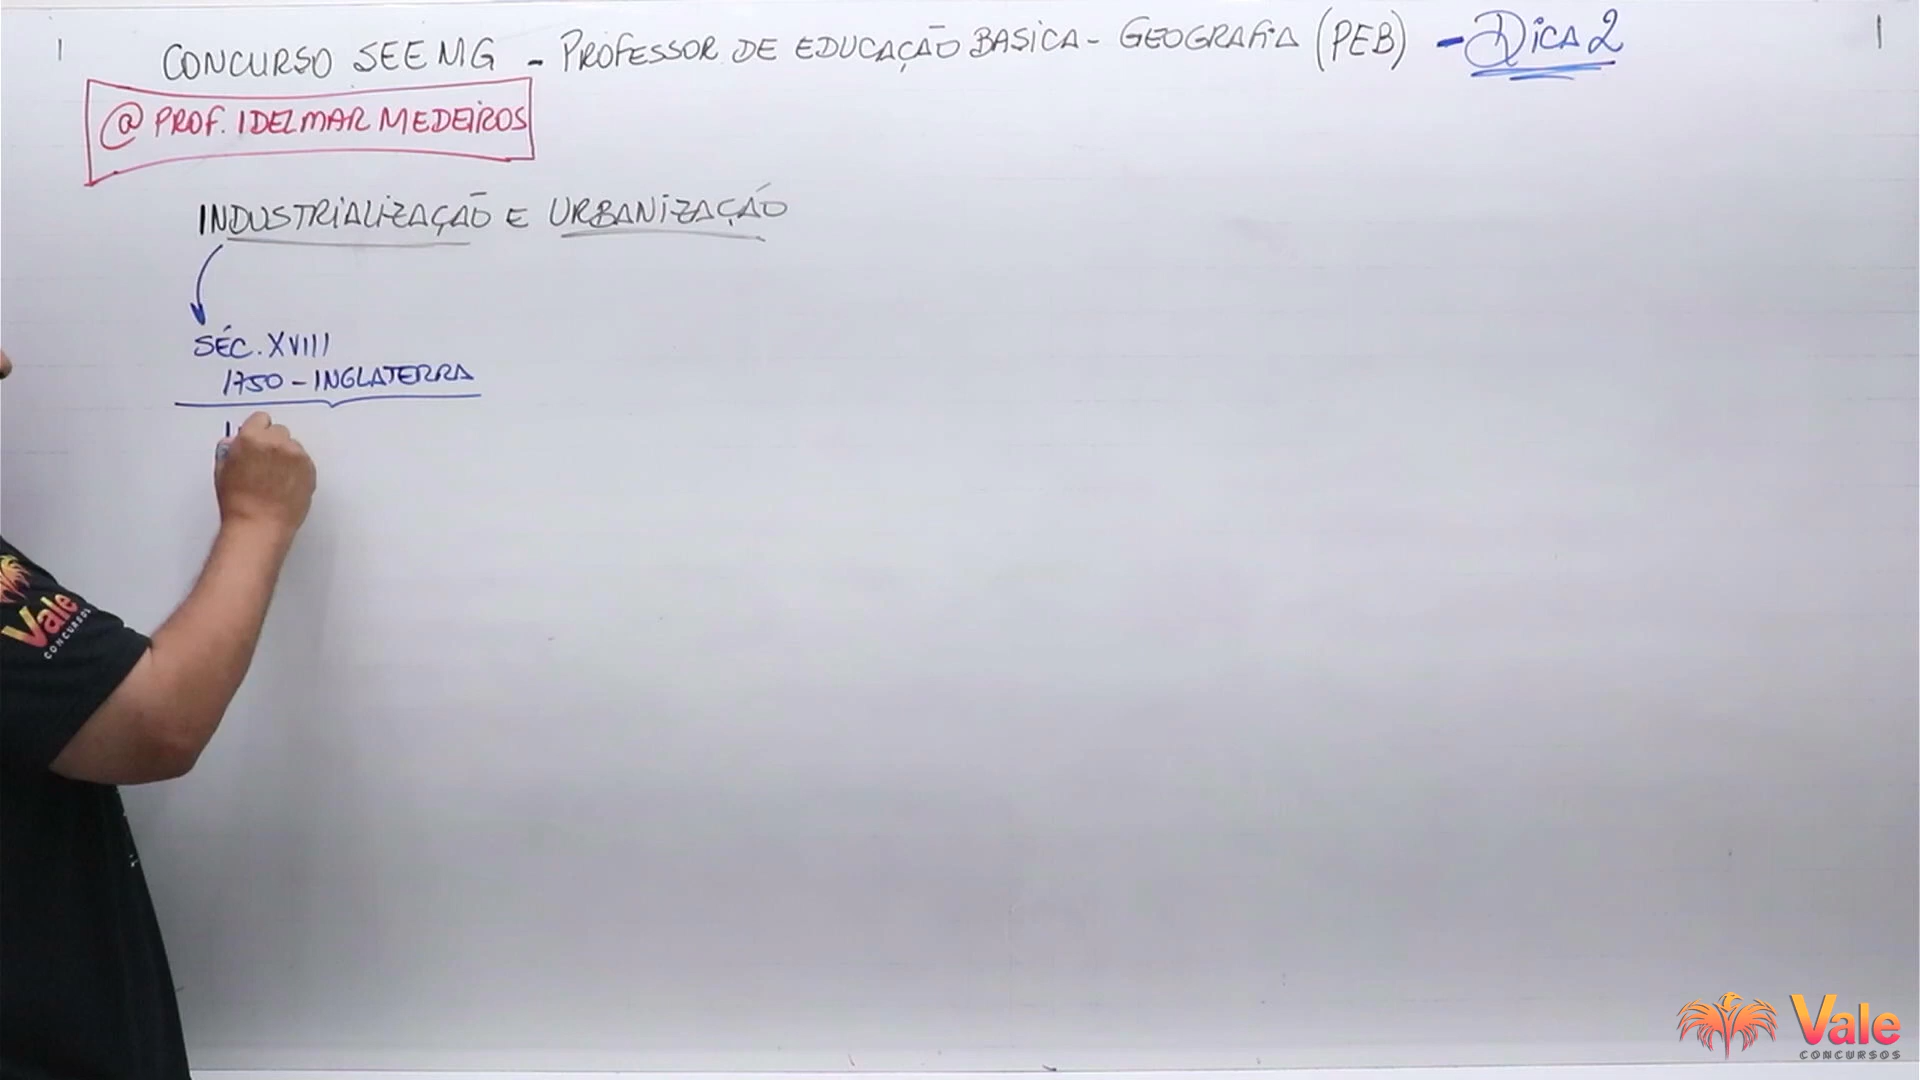 CONCURSO SEE MG - PROFESSOR DE EDUCAÇÃO BASICA - GEOGRAFIA (PEB) - DICA 2
@ PROF. IDELMAR MEDEIROS
INDUSTRIALIZAÇÃO E URBANIZAÇÃO
SÉC. XVIII
1750 - INGLATERRA
Vale
CONCURSOS
Vale
CONCURSOS